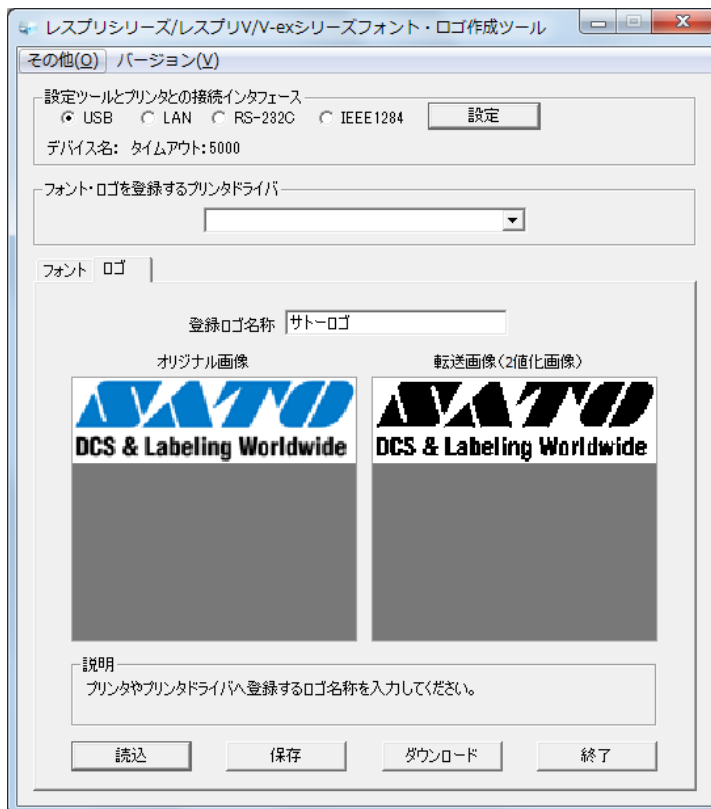 レスプリシリーズ/レスプリV/V-exシリーズフォント・ロゴ作成ツール
その他(O) バージョン(V)
設定ツールとプリンタとの接続インタフェース
USB LAN RS-232C IEEE1284 設定
デバイス名: タイムアウト:5000
フォント・ロゴを登録するプリンタドライバ
フォント ロゴ
登録ロゴ名称 サトーロゴ
オリジナル画像 転送画像(2値化画像)
SATO SATO
DCS & Labeling Worldwide DCS & Labeling Worldwide
説明
プリンタやプリンタドライバへ登録するロゴ名称を入力してください。
読込 保存 ダウンロード 終了